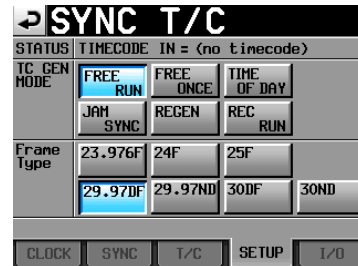 SYNC T/C
STATUS TIMECODE IN = (no timecode)
TC GEN MODE
FREE RUN
FREE ONCE
TIME OF DAY
JAM SYNC
REGEN
REC RUN
Frame Type
23.976F
24F
25F
29.97DF
29.97ND
30DF
30ND
CLOCK
SYNC
T/C
SETUP
I/O